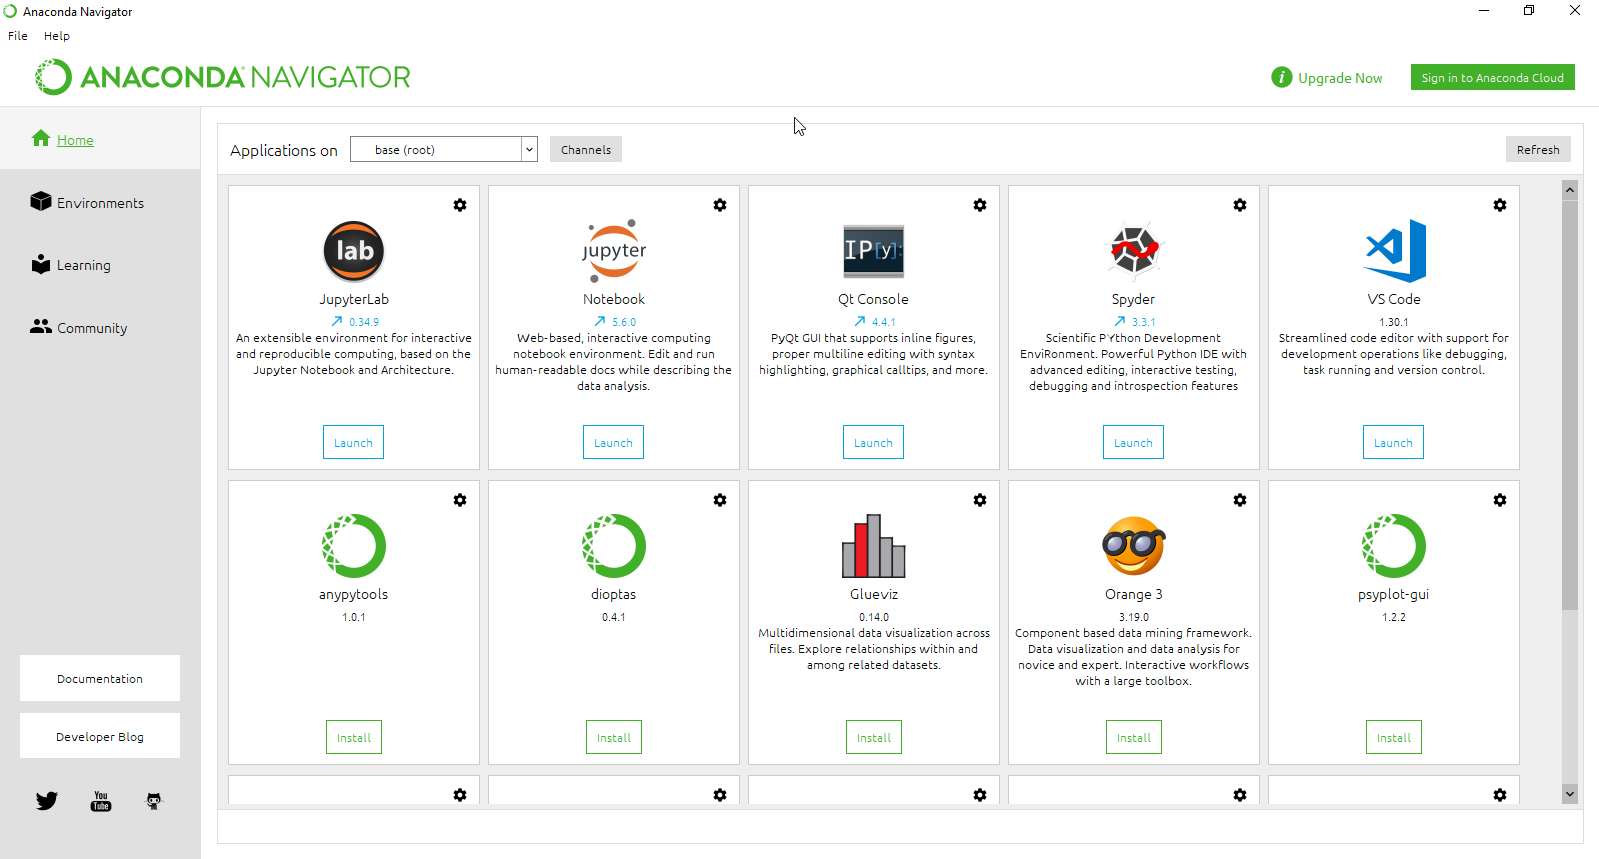 Anaconda Navigator
File Help
ANACONDA NAVIGATOR
i Upgrade Now
Sign in to Anaconda Cloud
Home
Environments
Learning
Community
Documentation
Developer Blog
You
Tube
Applications on base (root) Channels Refresh
lab
JupyterLab
0.34.9
An extensible environment for interactive
and reproducible computing, based on the
Jupyter Notebook and Architecture.
Launch
jupyter
Notebook
5.6.0
Web-based, interactive computing
notebook environment. Edit and run
human-readable docs while describing the
data analysis.
Launch
IP[y]:
Qt Console
4.4.1
PyQt GUI that supports inline figures,
proper multiline editing with syntax
highlighting, graphical calltips, and more.
Launch
Spyder
3.3.1
Scientific PYthon Development
EnviRonment. Powerful Python IDE with
advanced editing, interactive testing,
debugging and introspection features
Launch
VS Code
1.30.1
Streamlined code editor with support for
development operations like debugging,
task running and version control.
Launch
anypytools
1.0.1
Install
dioptas
0.4.1
Install
Glueviz
0.14.0
Multidimensional data visualization across
files. Explore relationships within and
among related datasets.
Install
Orange 3
3.19.0
Component based data mining framework.
Data visualization and data analysis for
novice and expert. Interactive workflows
with a large toolbox.
Install
psyplot-gui
1.2.2
Install